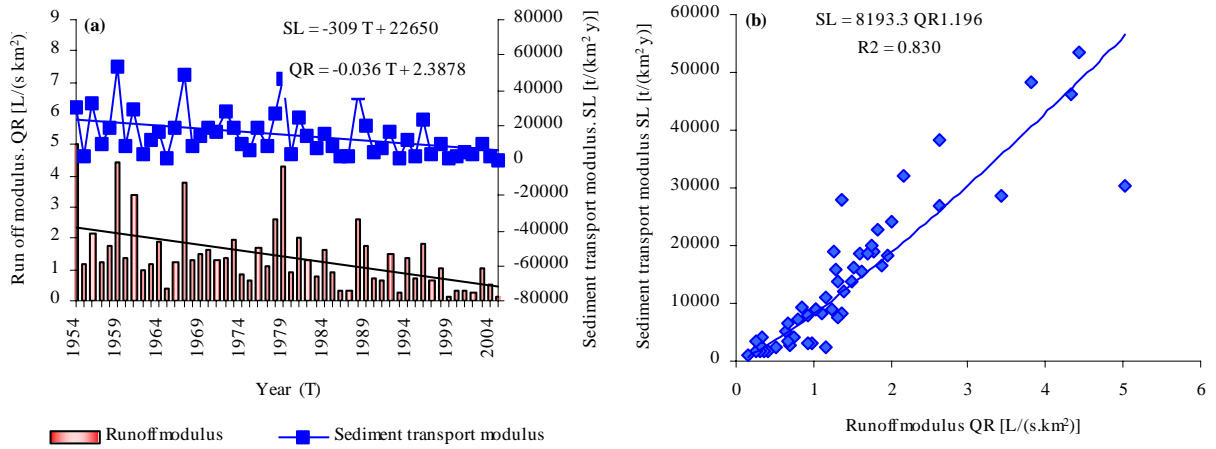 (a)
SL = -309 T + 22650
QR = -0.036 T + 2.3878
Run off modulus. QR [L/(s km²)]
9
8
7
6
5
4
3
2
1
0
80000
60000
40000
20000
0
-20000
-40000
-60000
-80000
Sediment transport modulus. SL [t/(km² y)]
1954
1959
1964
1969
1974
1979
1984
1989
1994
1999
2004
Year (T)
Runoff modulus
Sediment transport modulus
(b)
SL = 8193.3 QR1.196
R2 = 0.830
Sediment transport modulus SL [t/(km² y)]
60000
50000
40000
30000
20000
10000
0
0 1 2 3 4 5 6
Runoff modulus QR [L/(s.km²)]